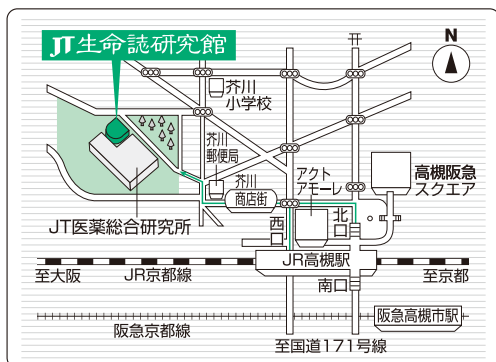 JT生命誌研究館
N
芥川
小学校
芥川
郵便局
芥川
商店街
アクト
アモーレ
高槻阪急
スクエア
JT医薬総合研究所
西
口
北
口
JR高槻駅
至大阪
JR京都線
至京都
南口
阪急高槻市駅
阪急京都線
至国道171号線